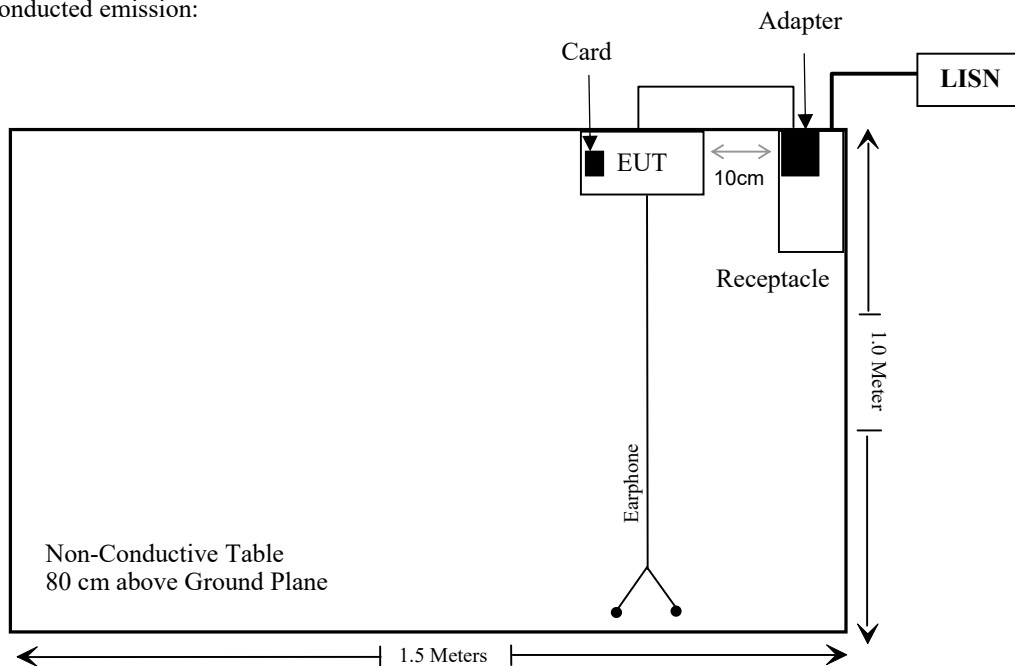 onducted emission:
Adapter
Card
LISN
EUT
10cm
Receptacle
1.0 Meter
Earphone
Non-Conductive Table
80 cm above Ground Plane
1.5 Meters